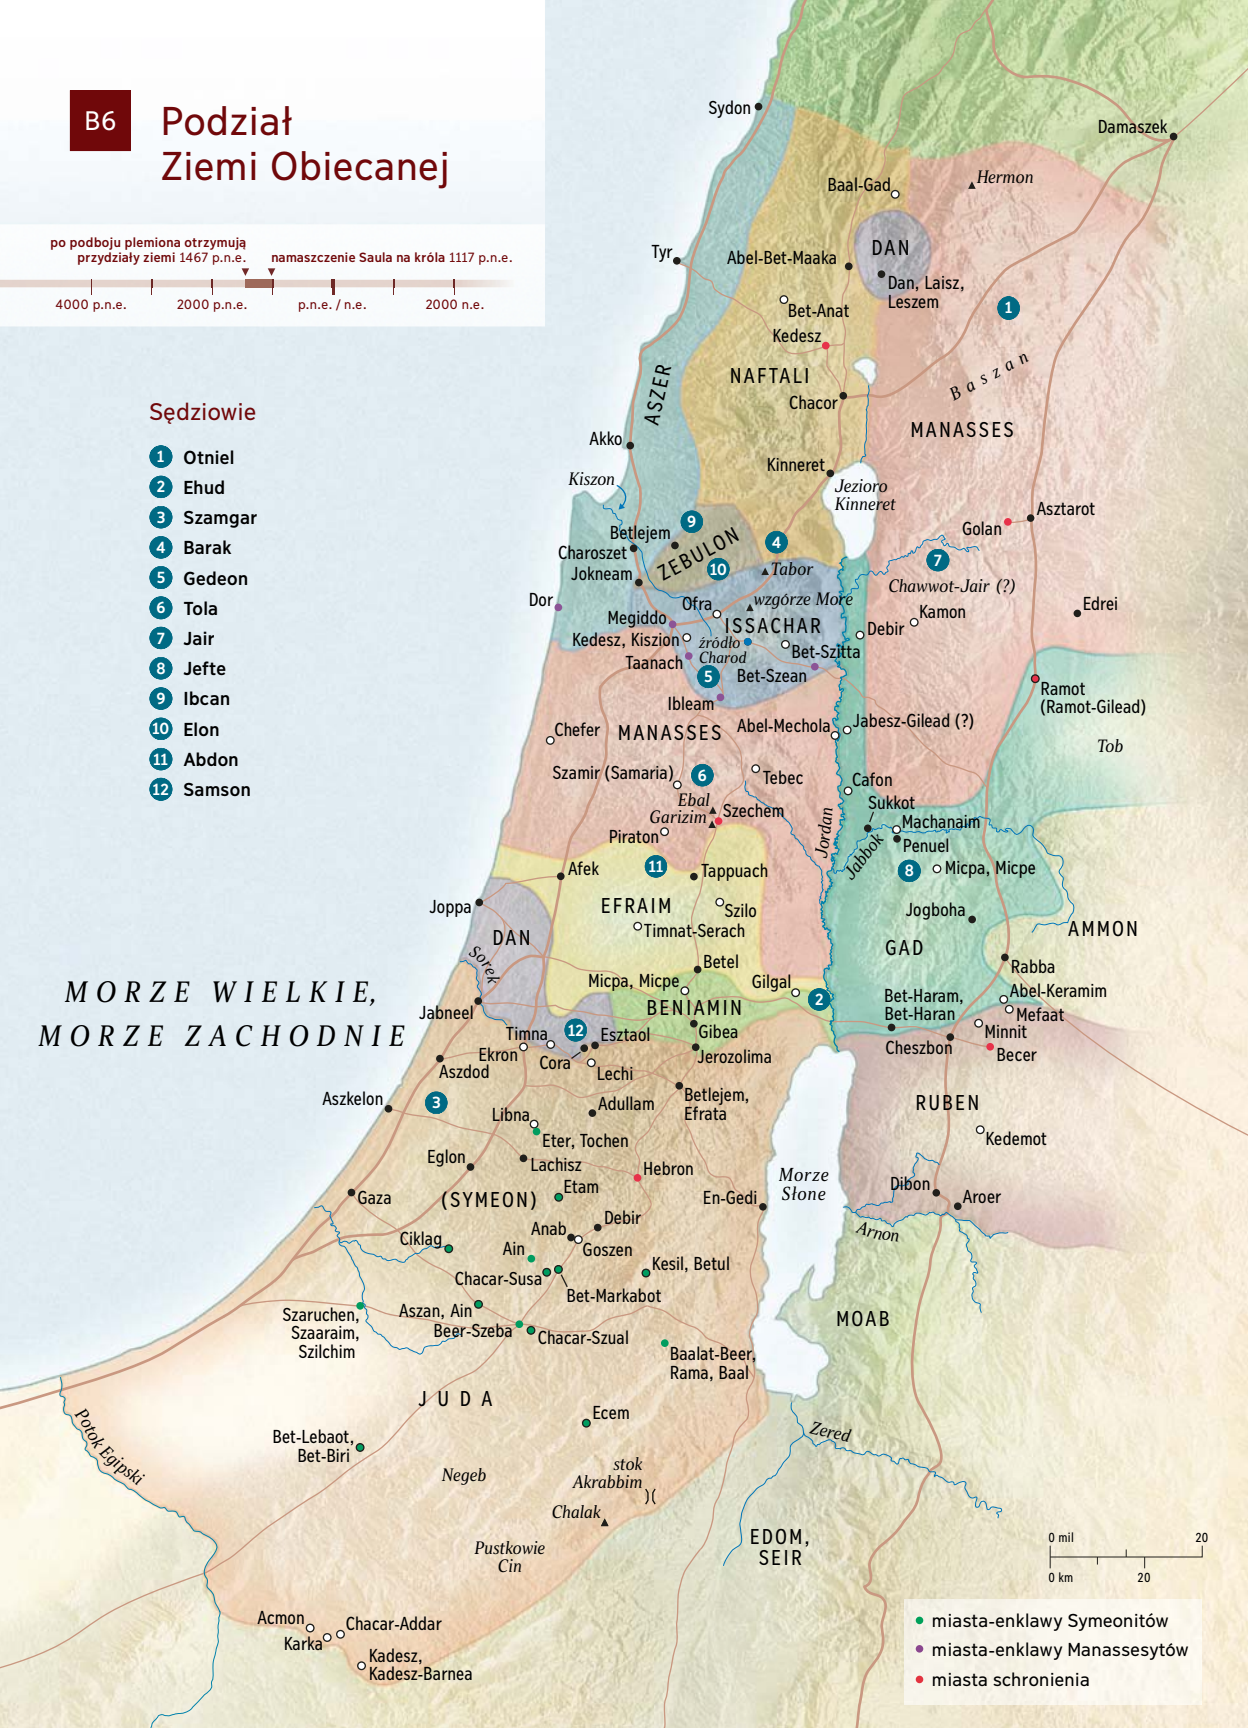 B6
Podział
Ziemi Obiecanej
po podboju plemiona otrzymują
przydziały ziemi 1467 p.n.e.
namaszczenie Saula na króla 1117 p.n.e.
4000 p.n.e.
2000 p.n.e.
p.n.e. / n.e.
2000 n.e.
Sędziowie
1 Otniel
2 Ehud
3 Szamgar
4 Barak
5 Gedeon
6 Tola
7 Jair
8 Jefte
9 Ibcan
10 Elon
11 Abdon
12 Samson
Sydon
Damaszek
Baal-Gad
Hermon
Tyr
Abel-Bet-Maaka
DAN
Dan, Laisz,
Leszem
Bet-Anat
1
Kedesz
Baszan
NAFTALI
ASZER
Chacor
MANASSES
Akko
Kinneret
Kiszon
Jezioro
Kinneret
Asztarot
Golan
9
Betlejem
ZEBULON
4
Charoszet
10
Tabor
7
Jokneam
Chawwot-Jair (?)
Dor
Ofra
wzgórze More
Edrei
Kamon
Megiddo
ISSACHAR
Debir
Kedesz, Kiszion
źródło
Charod
Bet-Szitta
Taanach
5
Bet-Szean
Ramot
(Ramot-Gilead)
Ibleam
Chefer
MANASSES
Abel-Mechola
Jabesz-Gilead (?)
Tob
Szamir (Samaria)
6
Tebec
Cafon
Ebal
Garizim
Szechem
Sukkot
Jordan
Machanaim
Piraton
Jabbok
Penuel
11
8
Micpa, Micpe
Afek
Tappuach
Joppa
EFRAIM
Szilo
Jogboha
Timnat-Serach
AMMON
DAN
GAD
Sorek
Betel
Rabba
Micpa, Micpe
Gilgal
MORZE WIELKIE,
MORZE ZACHODNIE
2
Bet-Haram,
Bet-Haran
Abel-Keramim
Jabneel
BENIAMIN
Mefaat
Timna
12
Esztaol
Gibea
Minnit
Ekron
Cora
Jerozolima
Cheszbon
Becer
Aszdod
Lechi
Aszkelon
3
Betlejem,
Efrata
RUBEN
Libna
Adullam
Eter, Tochen
Kedemot
Eglon
Lachisz
Hebron
Morze
Słone
Gaza
(SYMEON)
Etam
En-Gedi
Dibon
Aroer
Debir
Anab
Goszen
Arnon
Ciklag
Ain
Kesil, Betul
Chacar-Susa
Bet-Markabot
Szaruchen,
Szaaraim,
Szilchim
Aszan, Ain
MOAB
Beer-Szeba
Chacar-Szual
Baalat-Beer,
Rama, Baal
JUDA
Potok Egipski
Ecem
Zered
Bet-Lebaot,
Bet-Biri
Negeb
stok
Akrabbim
Chalak
EDOM,
SEIR
Pustkowie
Cin
0 mil
20
0 km
20
Acmon
Chacar-Addar
Karka
Kadesz,
Kadesz-Barnea
miasta-enklawy Symeonitów
miasta-enklawy Manassesytów
miasta schronienia